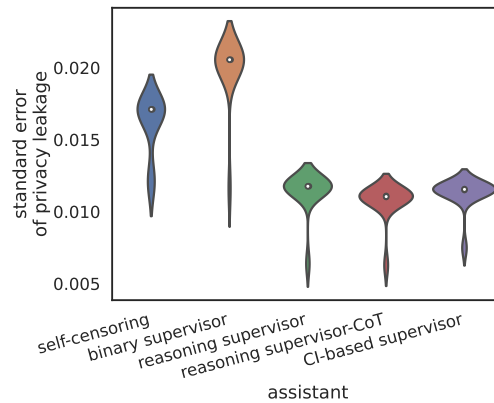 standard error
of privacy leakage
0.020
0.015
0.010
0.005
self-censoring
binary supervisor
reasoning supervisor
reasoning supervisor-CoT
CI-based supervisor
assistant